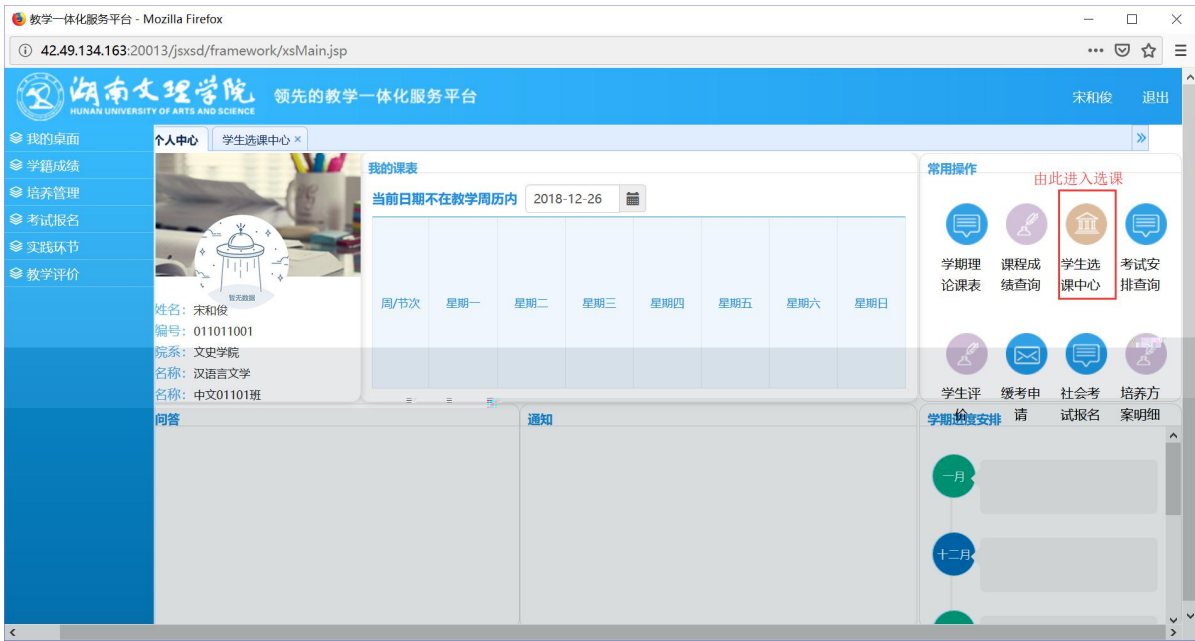 教学一体化服务平台 - Mozilla Firefox
42.49.134.163:20013/jsxsd/framework/xsMain.jsp
湖南文理学院
HUNAN UNIVERSITY OF ARTS AND SCIENCE
领先的教学一体化服务平台
宋和俊 退出
我的桌面
学籍成绩
培养管理
考试报名
实践环节
教学评价
个人中心 学生选课中心 ×
暂无数据
姓名：宋和俊
编号：011011001
院系：文史学院
名称：汉语言文学
名称：中文01101班
我的课表
当前日期不在教学周历内 2018-12-26
周/节次 星期一 星期二 星期三 星期四 星期五 星期六 星期日
常用操作
由此进入选课
学期理论课表
课程成绩查询
学生选课中心
考试安排查询
学生评价
缓考申请
社会考试报名
培养方案明细
问答
通知
学期进度安排
一月
十二月